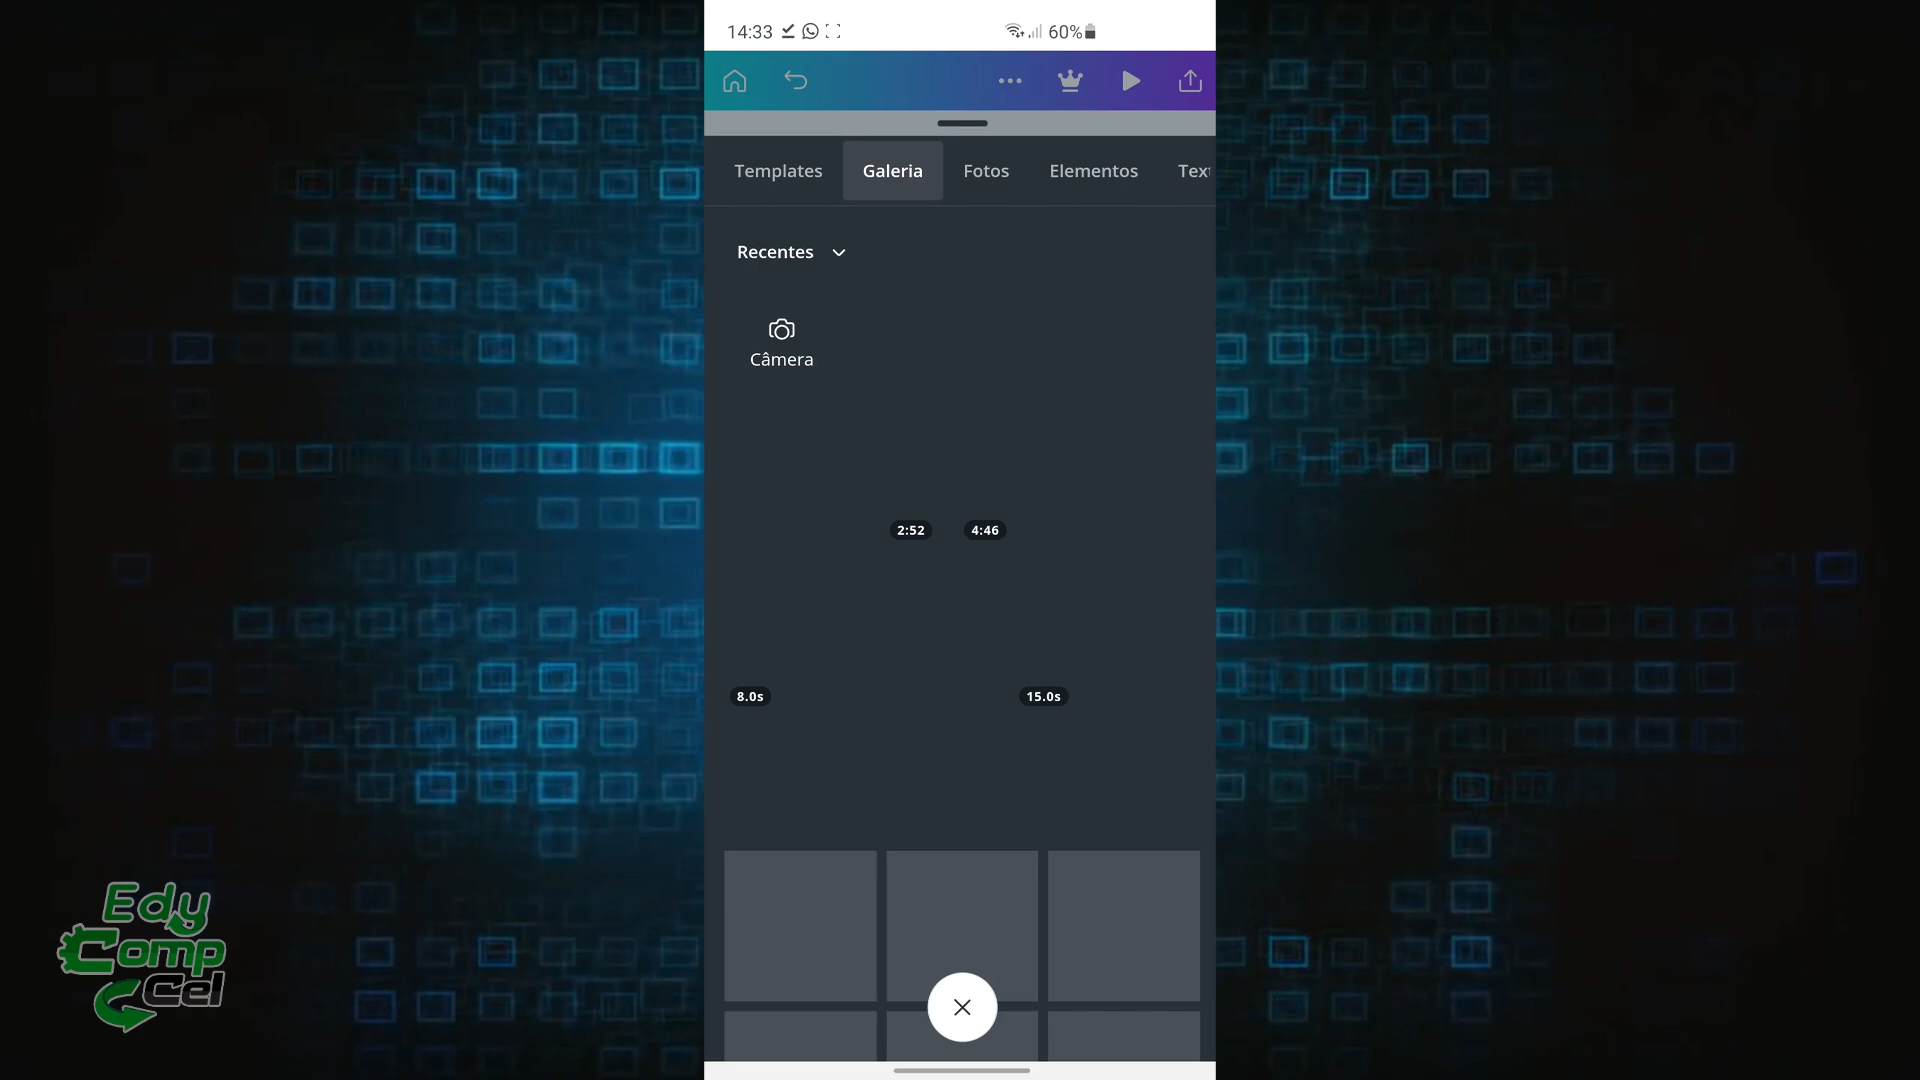 14:33 60%
Templates Galeria Fotos Elementos Tex
Recentes
Câmera
2:52 4:46
8.0s 15.0s
Edy
Comp
Cel